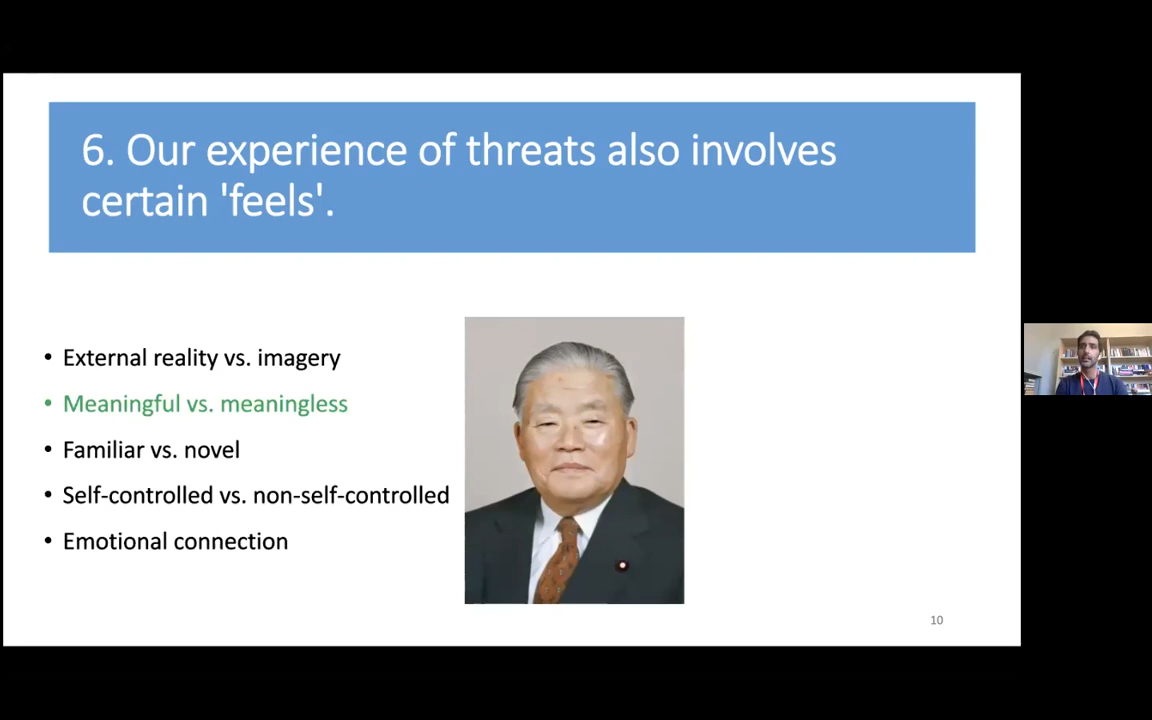 6. Our experience of threats also involves
certain 'feels'.
• External reality vs. imagery
• Meaningful vs. meaningless
• Familiar vs. novel
• Self-controlled vs. non-self-controlled
• Emotional connection
10